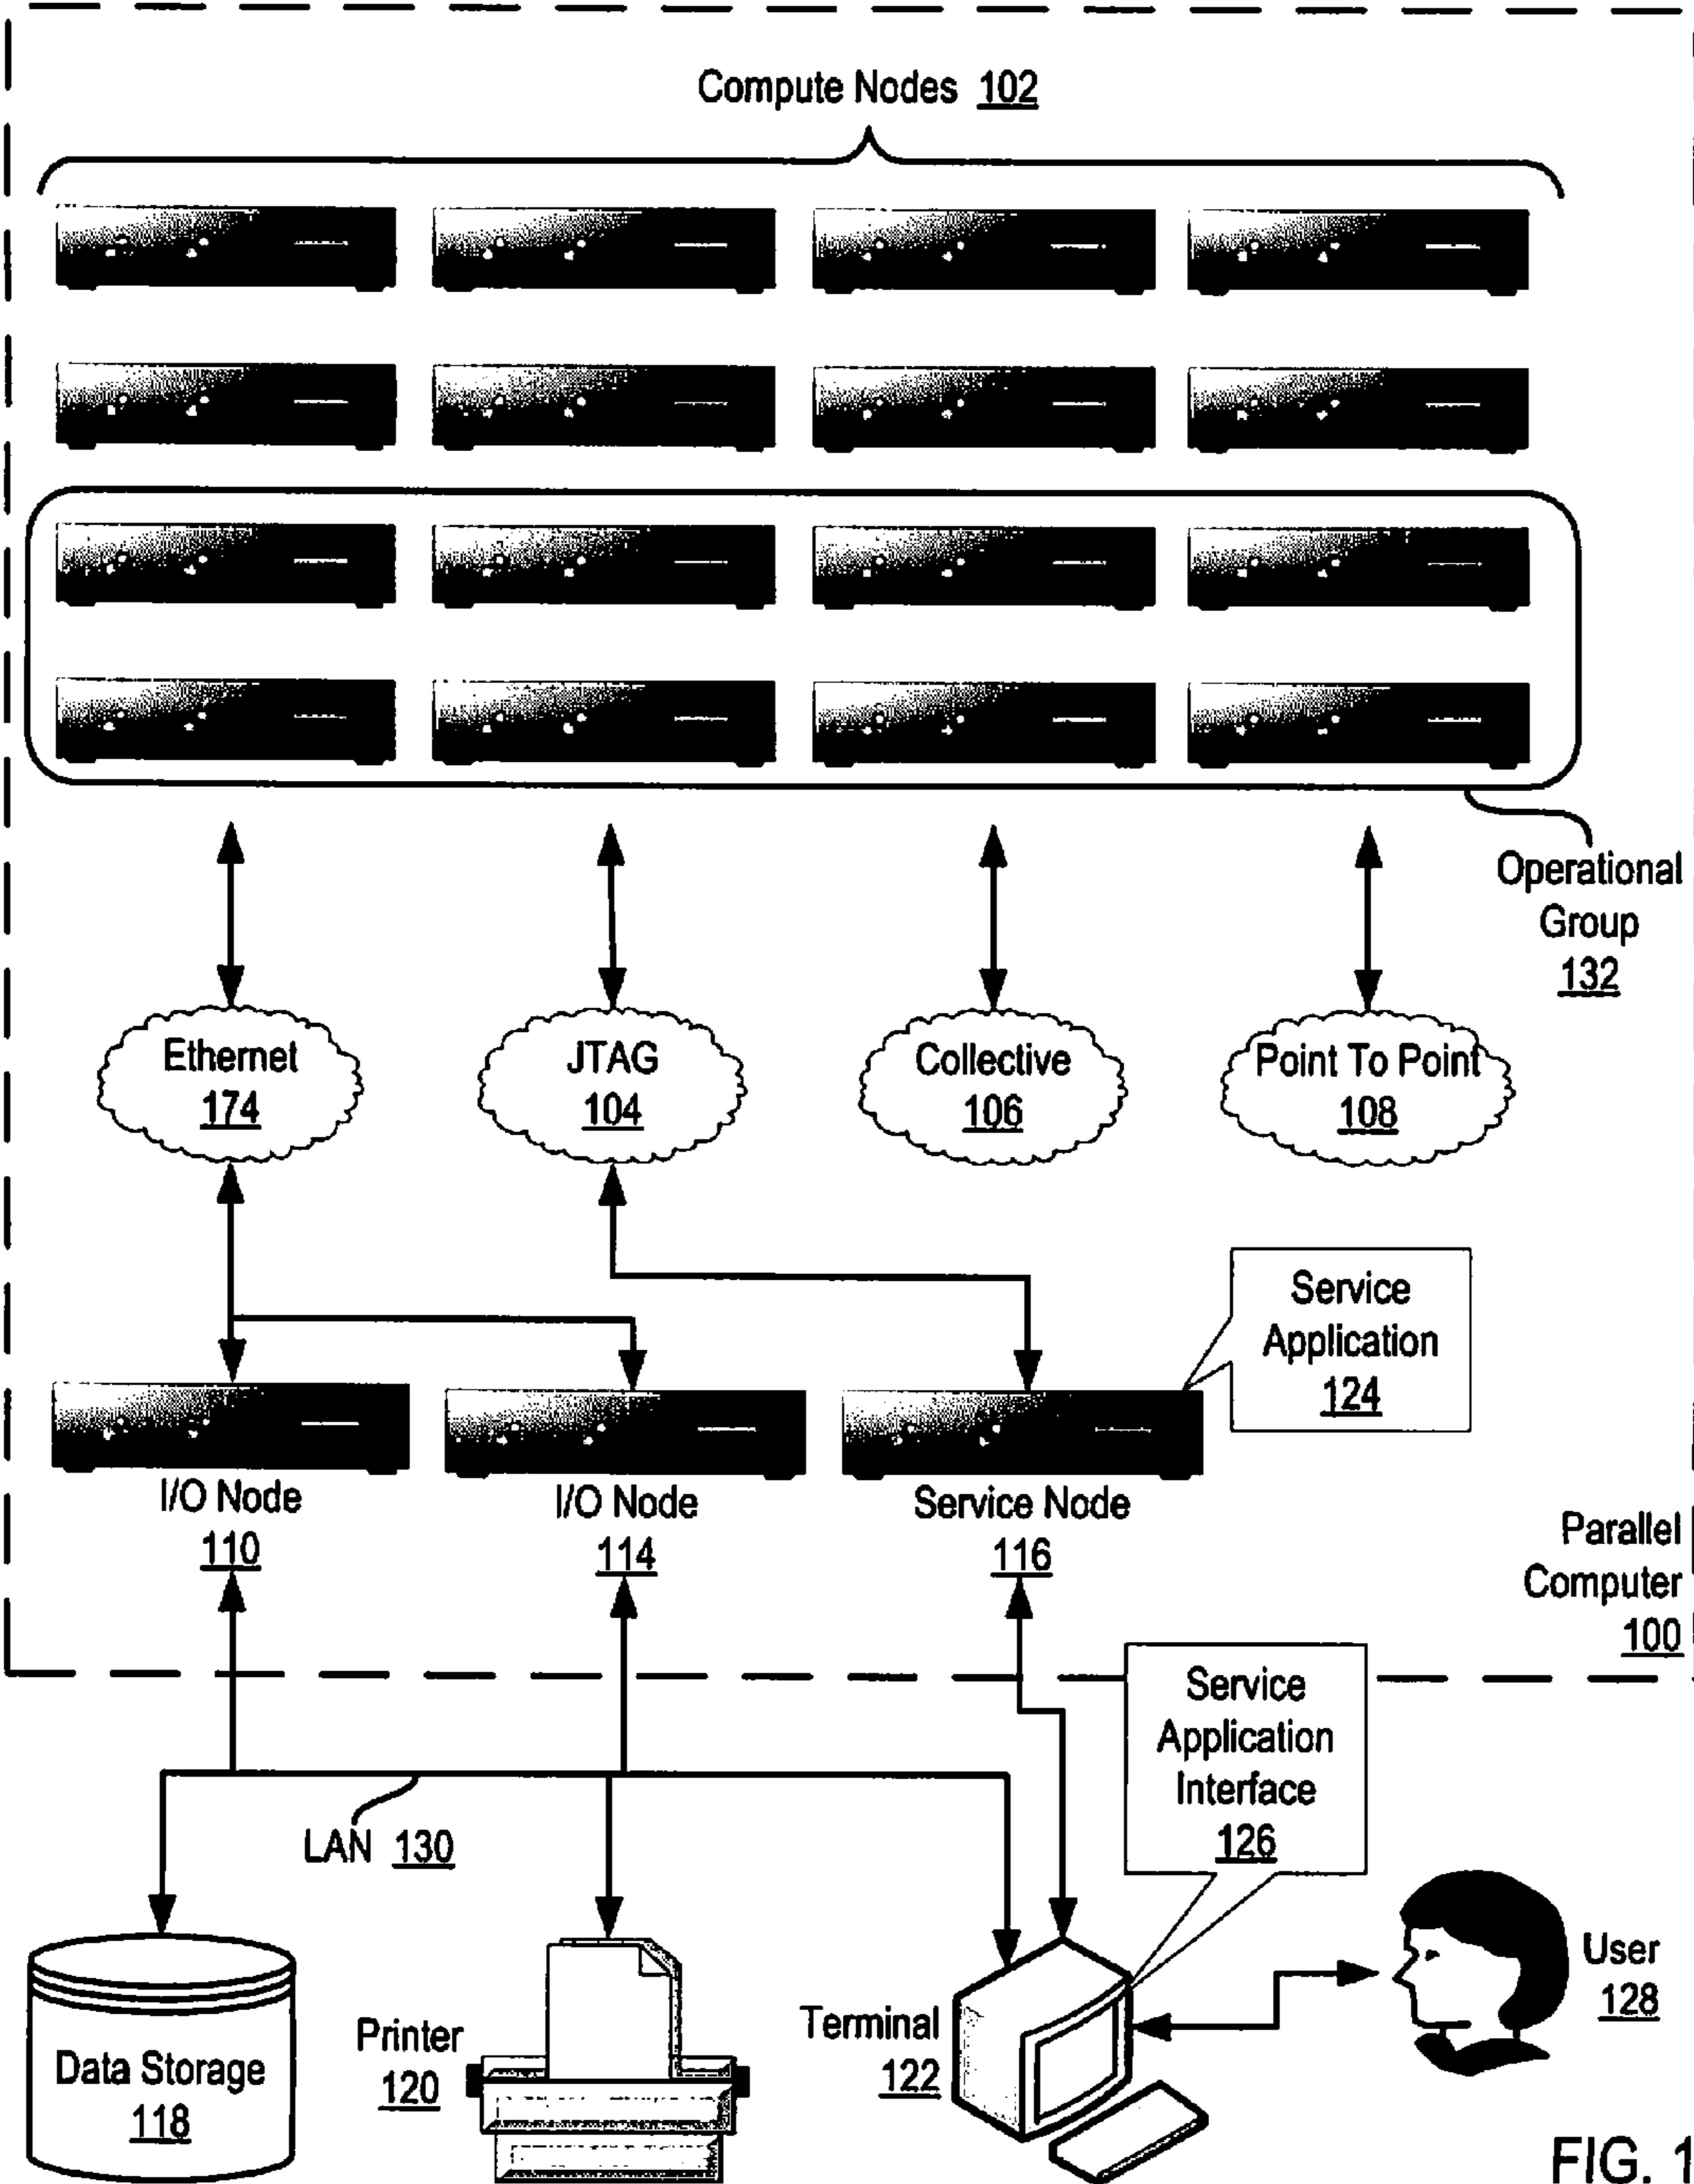 Compute Nodes 102
Operational
Group
132
Ethernet
174
JTAG
104
Collective
106
Point To Point
108
Service
Application
124
I/O Node
110
I/O Node
114
Service Node
116
Parallel
Computer
100
Service
Application
Interface
126
LAN 130
Data Storage
118
Printer
120
Terminal
122
User
128
FIG. 1